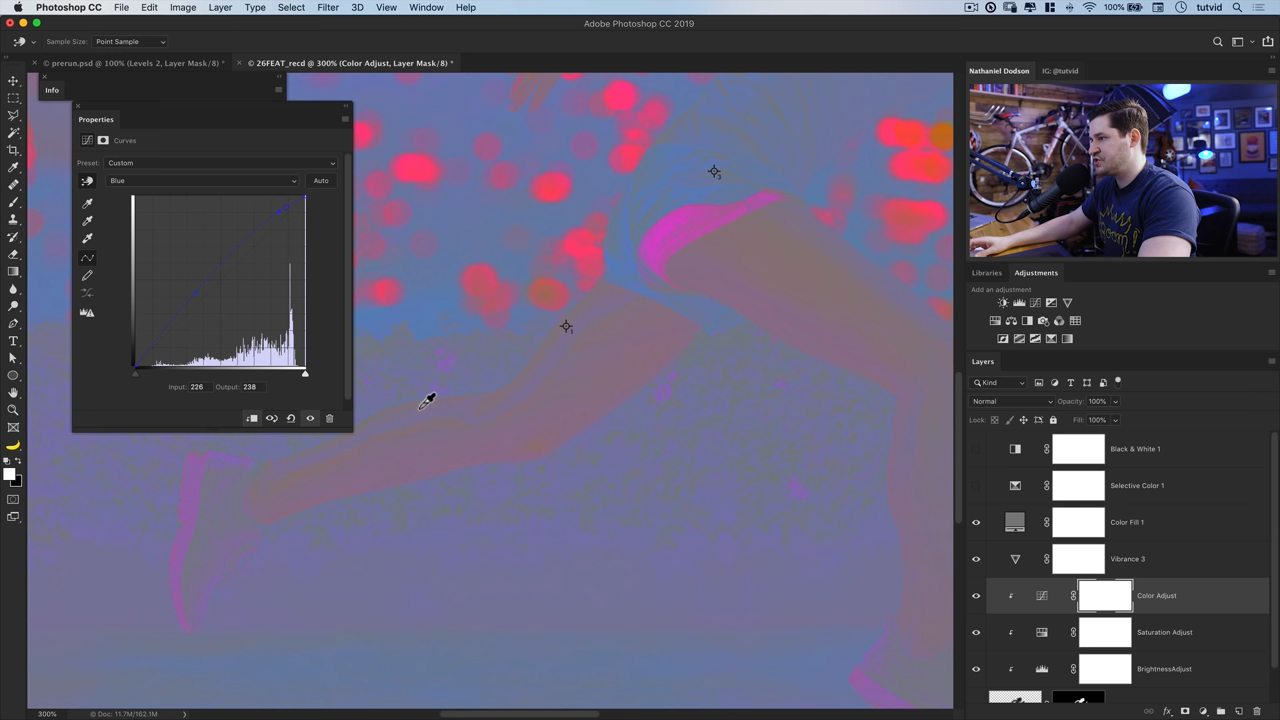 Photoshop CC File Edit Image Layer Type Select Filter 3D View Window Help 100%
Adobe Photoshop CC 2019
Sample Size: Point Sample
© prerun.psd @ 100% (Levels 2, Layer Mask/8) * © 26FEAT_recd @ 300% (Color Adjust, Layer Mask/8) *
Info
Properties
Curves
Preset: Custom
Blue Auto
Input: 226 Output: 238
3
1
Nathaniel Dodson IG: @tutvid
Libraries Adjustments
Add an adjustment
Layers
Kind
Normal Opacity: 100%
Lock: Fill: 100%
Black & White 1
Selective Color 1
Color Fill 1
Vibrance 3
Color Adjust
Saturation Adjust
BrightnessAdjust
300% Doc: 11.7M/162.1M